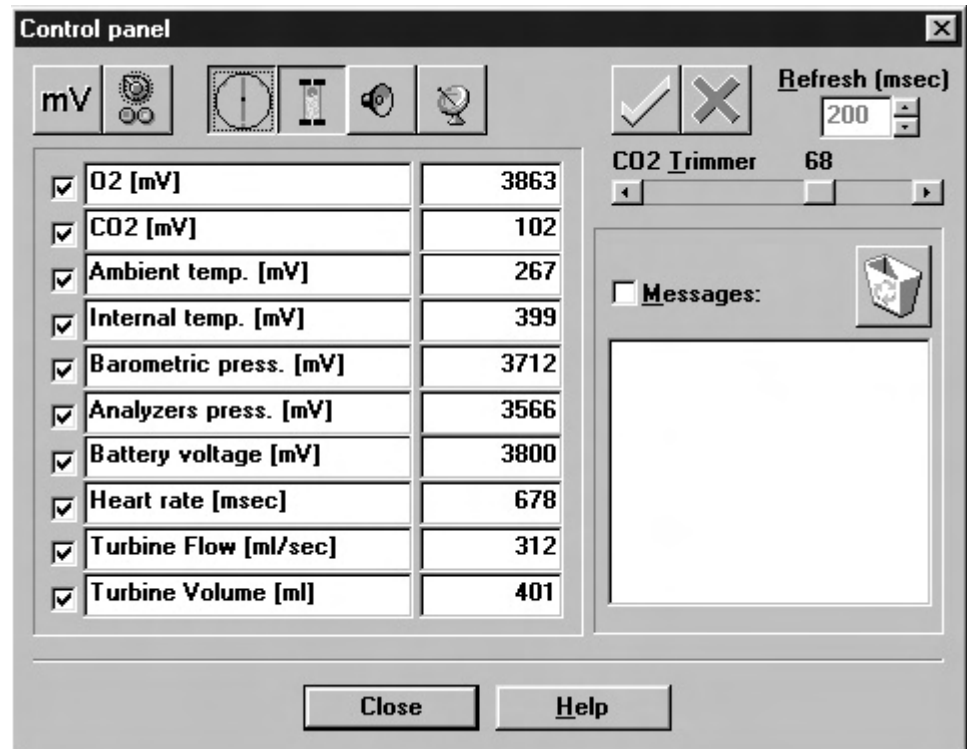 Control panel
mV
Refresh (msec)
200
CO2 Trimmer 68
O2 [mV] 3863
CO2 [mV] 102
Ambient temp. [mV] 267
Internal temp. [mV] 399
Barometric press. [mV] 3712
Analyzers press. [mV] 3566
Battery voltage [mV] 3800
Heart rate [msec] 678
Turbine Flow [ml/sec] 312
Turbine Volume [ml] 401
Messages:
Close
Help